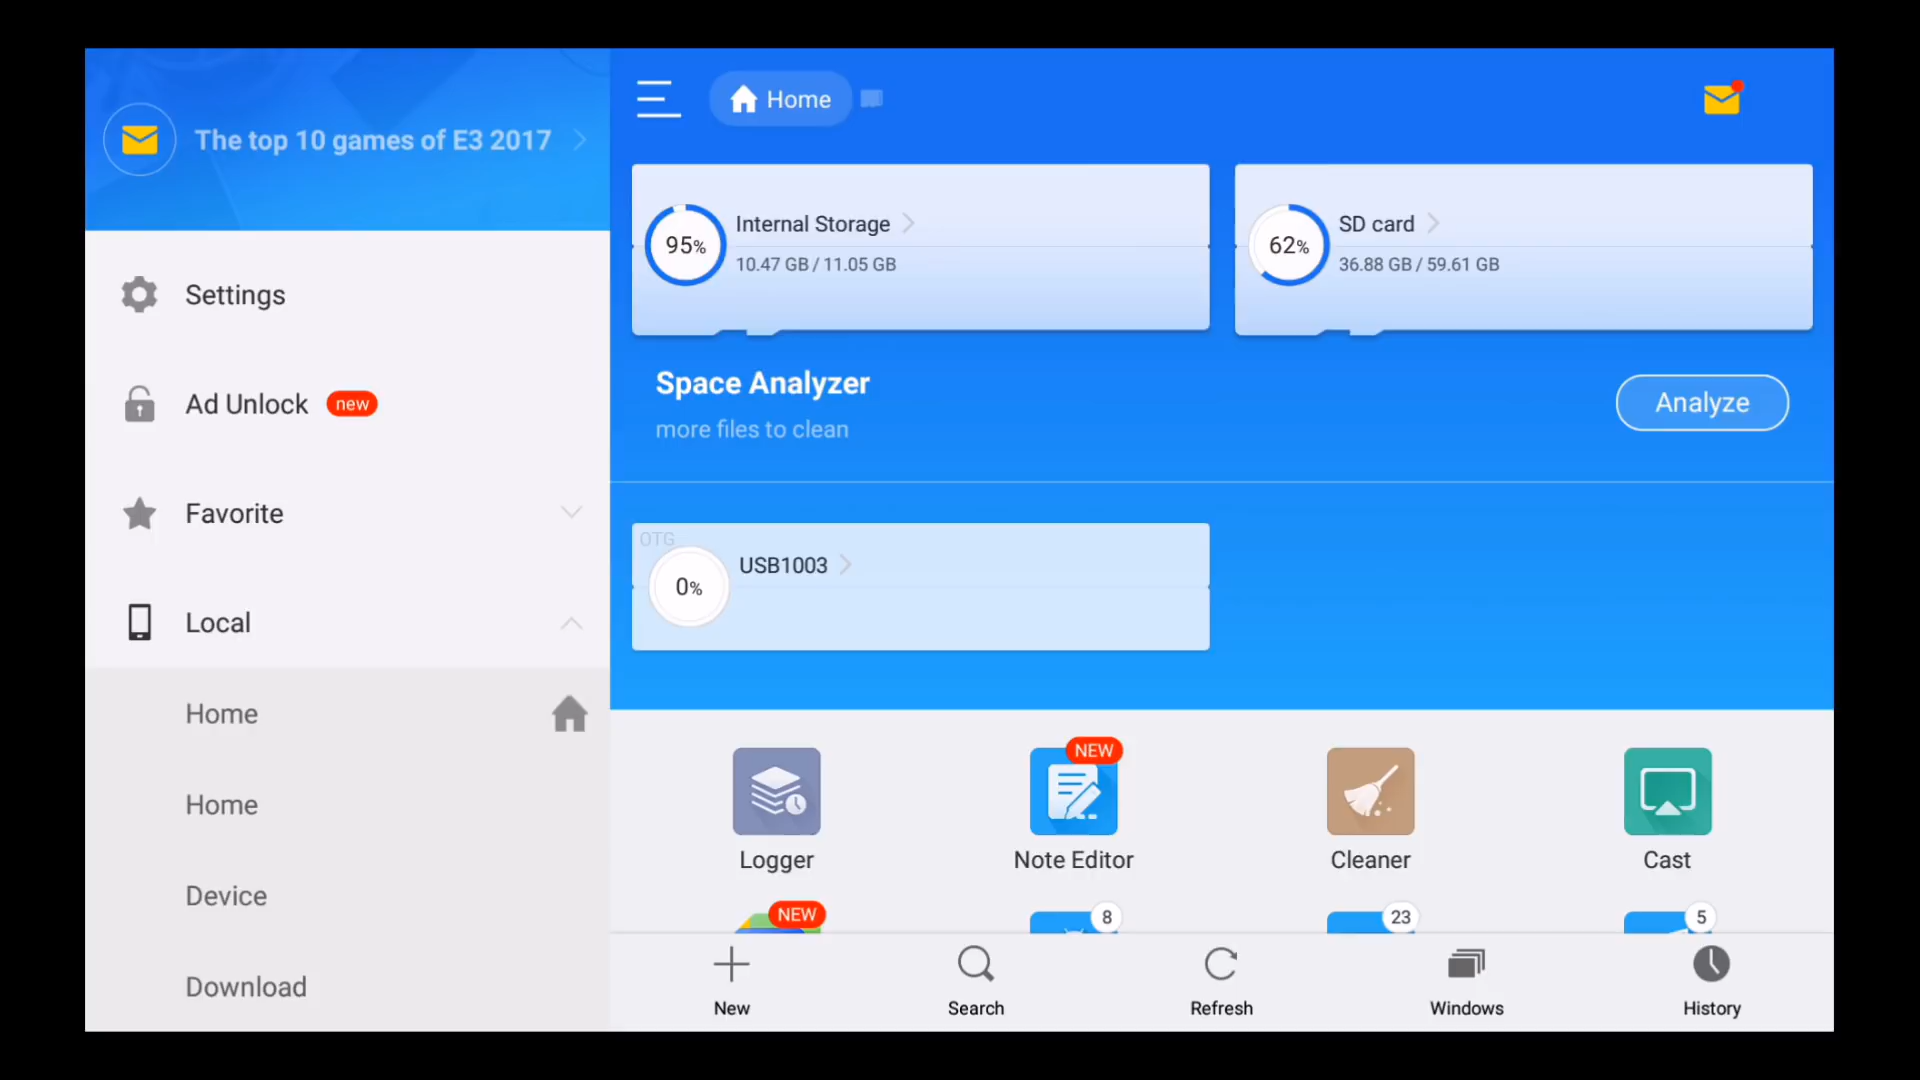 The top 10 games of E3 2017
Settings
Ad Unlock new
Favorite
Local
Home
Home
Device
Download
Home
95%
Internal Storage
10.47 GB / 11.05 GB
62%
SD card
36.88 GB / 59.61 GB
Space Analyzer
more files to clean
Analyze
OTG
0%
USB1003
NEW
Logger
Note Editor
Cleaner
Cast
NEW
8
23
5
New
Search
Refresh
Windows
History